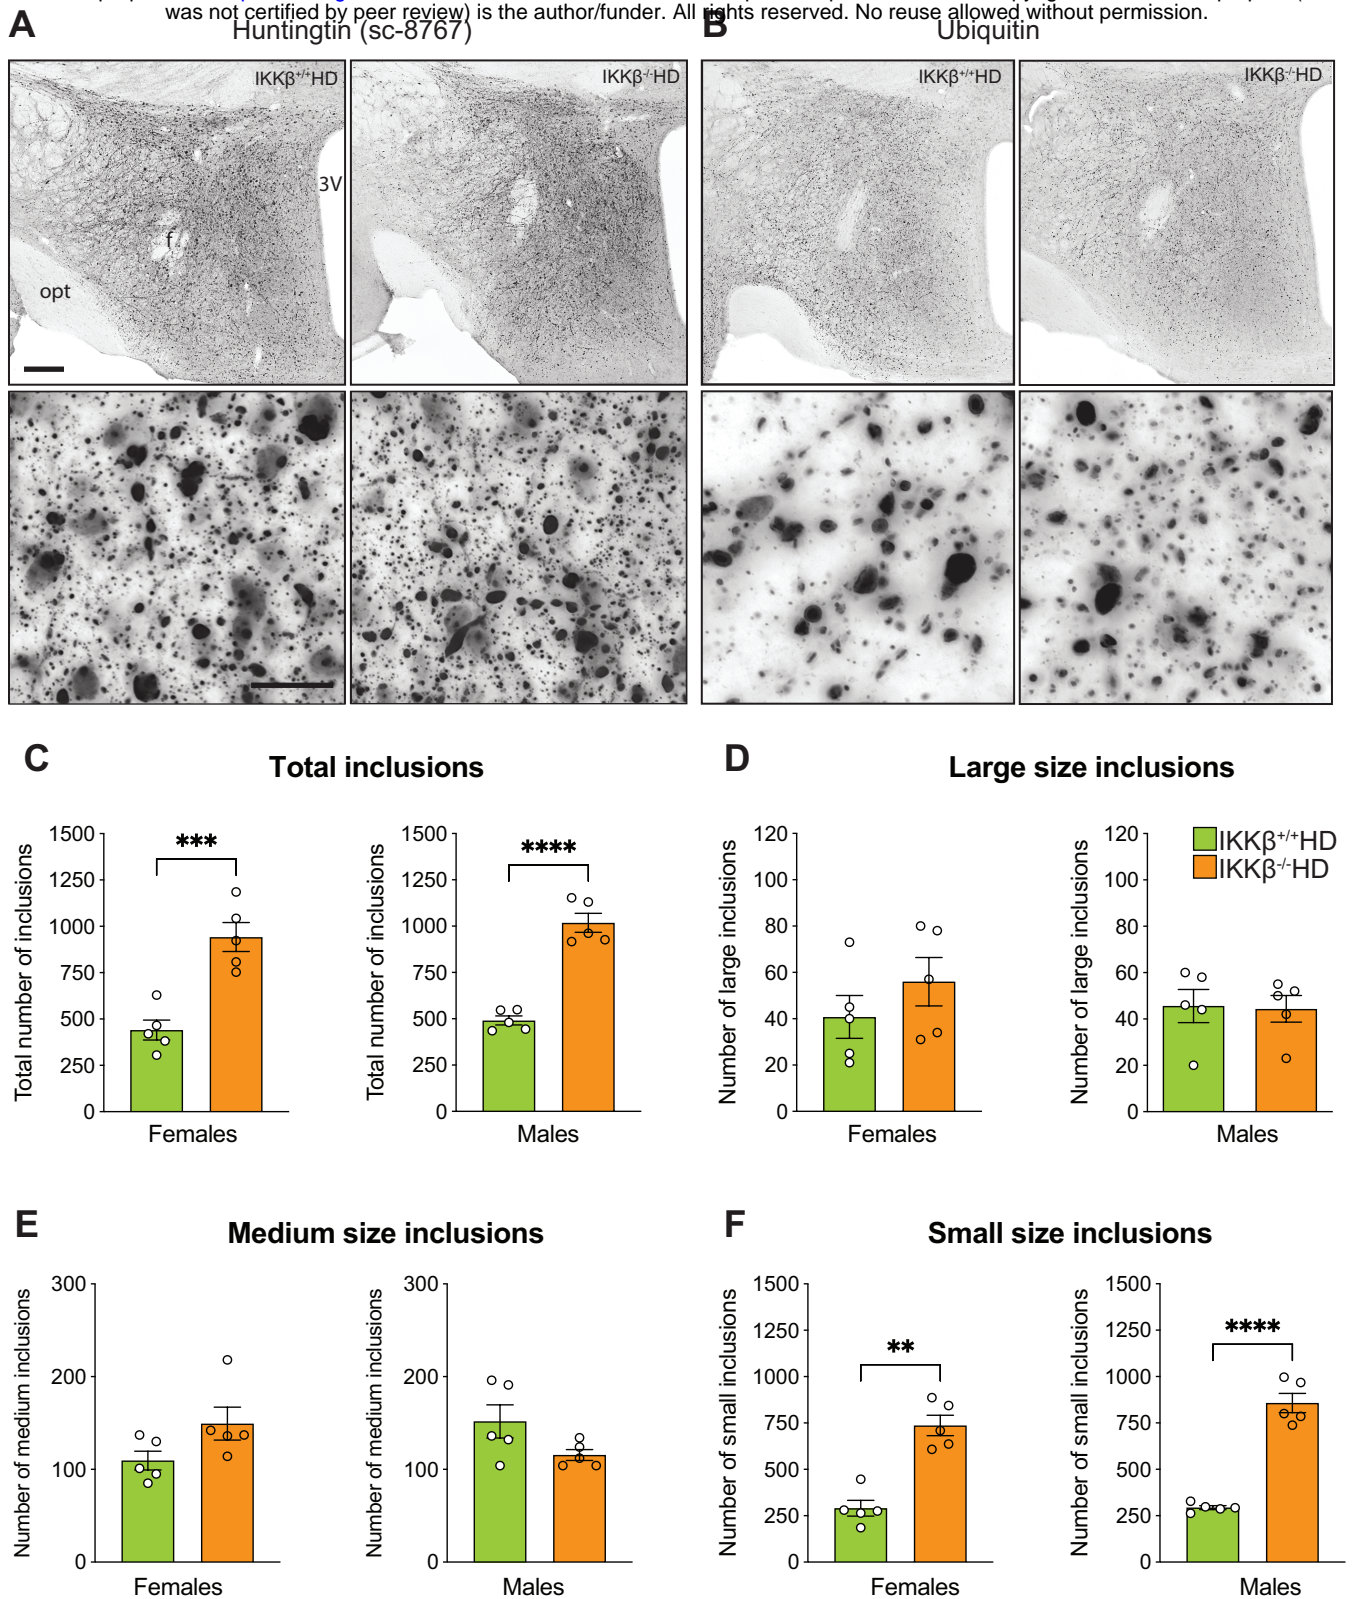 was not certified by peer review) is the author/funder. All rights reserved. No reuse allowed without permission.
A
Huntingtin (sc-8767)
B
Ubiquitin
IKKβ+/+HD
IKKβ-/-HD
IKKβ+/+HD
IKKβ-/-HD
3V
f
opt
C
Total inclusions
D
Large size inclusions
Total number of inclusions
1500
1250
1000
750
500
250
0
***
Females
Total number of inclusions
1500
1250
1000
750
500
250
0
****
Males
Number of large inclusions
120
100
80
60
40
20
0
Females
Number of large inclusions
120
100
80
60
40
20
0
Males
IKKβ+/+HD
IKKβ-/-HD
E
Medium size inclusions
F
Small size inclusions
Number of medium inclusions
300
200
100
0
Females
Number of medium inclusions
300
200
100
0
Males
Number of small inclusions
1500
1250
1000
750
500
250
0
**
Females
Number of small inclusions
1500
1250
1000
750
500
250
0
****
Males